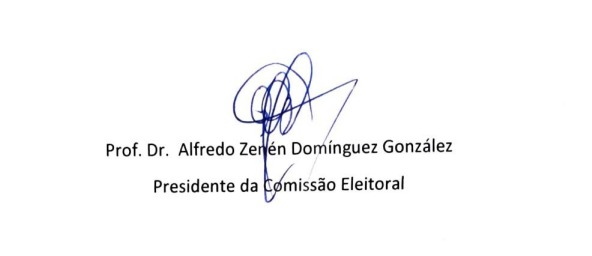 Prof. Dr. Alfredo Zenén Domínguez González
Presidente da Comissão Eleitoral